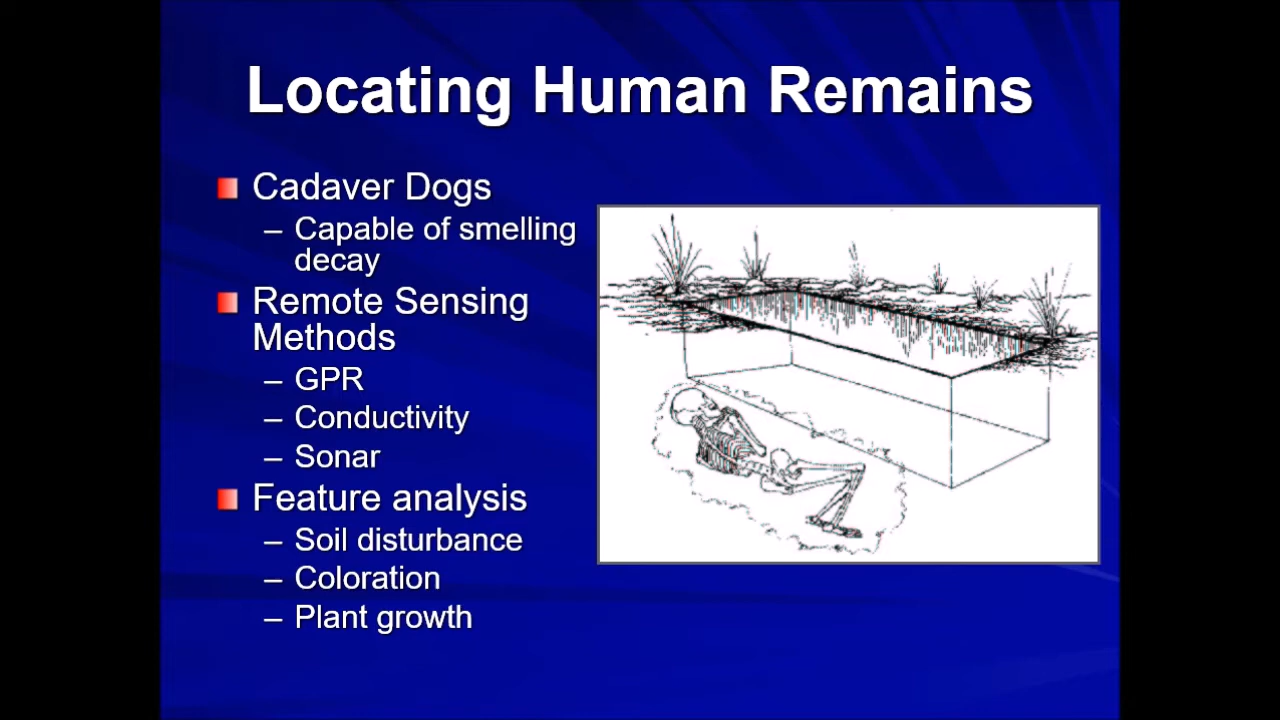 Locating Human Remains
Cadaver Dogs
– Capable of smelling
decay
Remote Sensing
Methods
– GPR
– Conductivity
– Sonar
Feature analysis
– Soil disturbance
– Coloration
– Plant growth